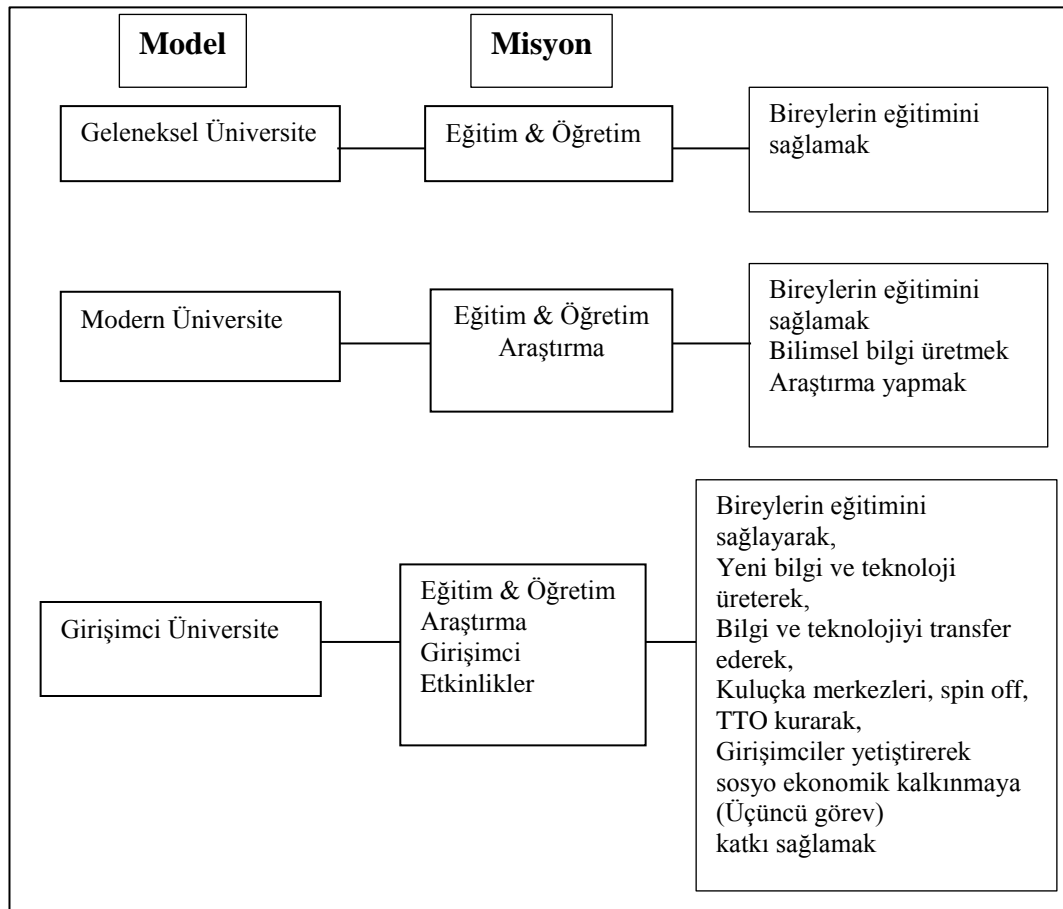 Model
Misyon
Geleneksel Üniversite
Eğitim & Öğretim
Bireylerin eğitimini
sağlamak
Modern Üniversite
Eğitim & Öğretim
Araştırma
Bireylerin eğitimini
sağlamak
Bilimsel bilgi üretmek
Araştırma yapmak
Girişimci Üniversite
Eğitim & Öğretim
Araştırma
Girişimci
Etkinlikler
Bireylerin eğitimini
sağlayarak,
Yeni bilgi ve teknoloji
üreterek,
Bilgi ve teknolojiyi transfer
ederek,
Kuluçka merkezleri, spin off,
TTO kurarak,
Girişimciler yetiştirerek
sosyo ekonomik kalkınmaya
(Üçüncü görev)
katkı sağlamak